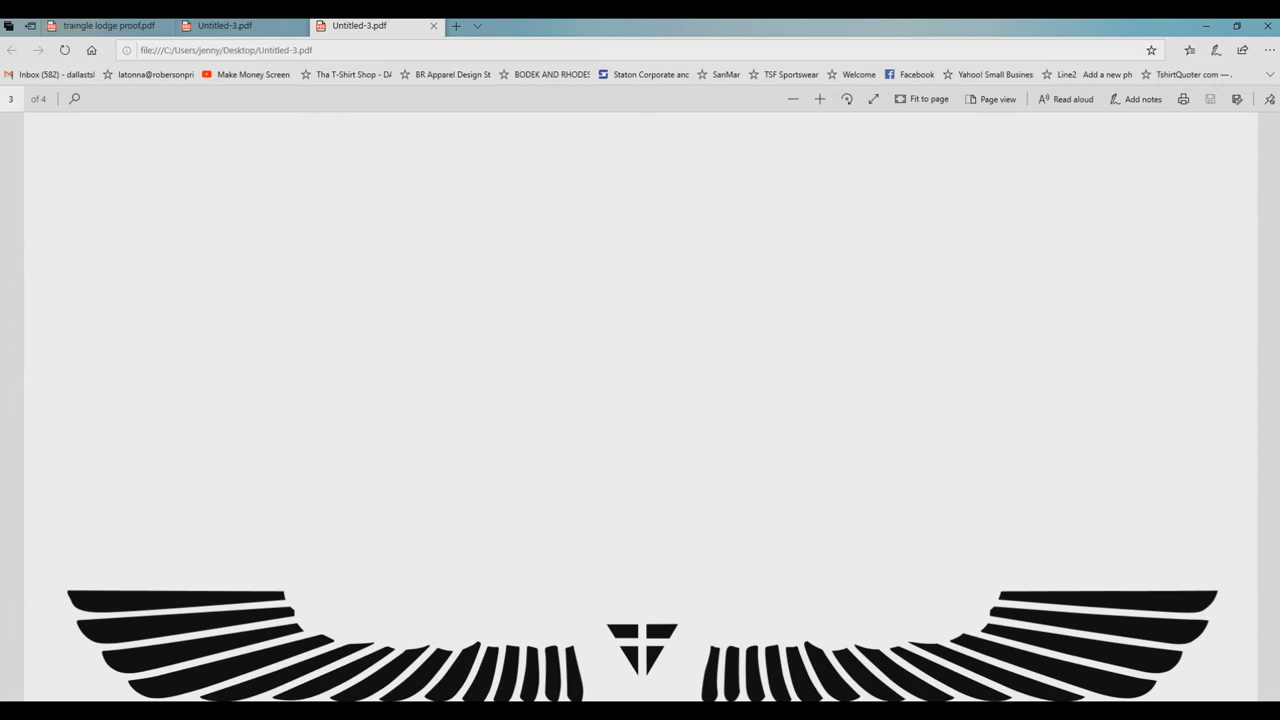 traingle lodge proof.pdf Untitled-3.pdf Untitled-3.pdf
file:///C:/Users/jenny/Desktop/Untitled-3.pdf
Inbox (582) - dallastsl latonna@robersonpri Make Money Screen Tha T-Shirt Shop - DA BR Apparel Design St BODEK AND RHODES Staton Corporate anc SanMar TSF Sportswear Welcome Facebook Yahoo! Small Busines Line2 Add a new ph TshirtQuoter com — .
3 of 4 Fit to page Page view Read aloud Add notes